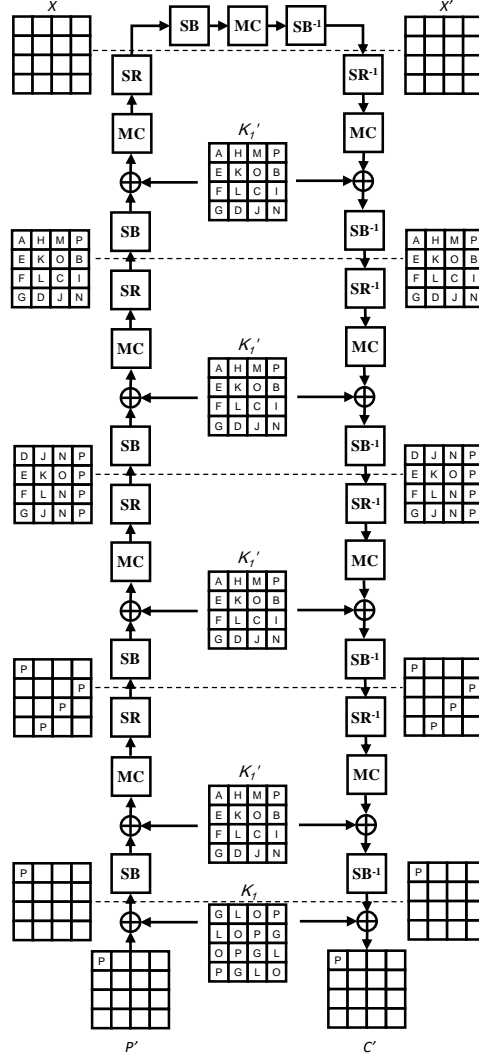 X
X'
SB
MC
SB-1
SR
SR-1
MC
K1'
MC
A H M P
E K O B
F L C I
G D J N
SB
SB-1
A H M P
E K O B
F L C I
G D J N
A H M P
E K O B
F L C I
G D J N
SR
SR-1
MC
K1'
MC
A H M P
E K O B
F L C I
G D J N
SB
SB-1
D J N P
E K O P
F L N P
G J N P
D J N P
E K O P
F L N P
G J N P
SR
SR-1
MC
K1'
MC
A H M P
E K O B
F L C I
G D J N
SB
SB-1
P
P
P
P
P
P
P
P
SR
SR-1
MC
K1'
MC
A H M P
E K O B
F L C I
G D J N
SB
SB-1
P
K1
P
G L O P
L O P G
O P G L
P G L O
P
P
P'
C'